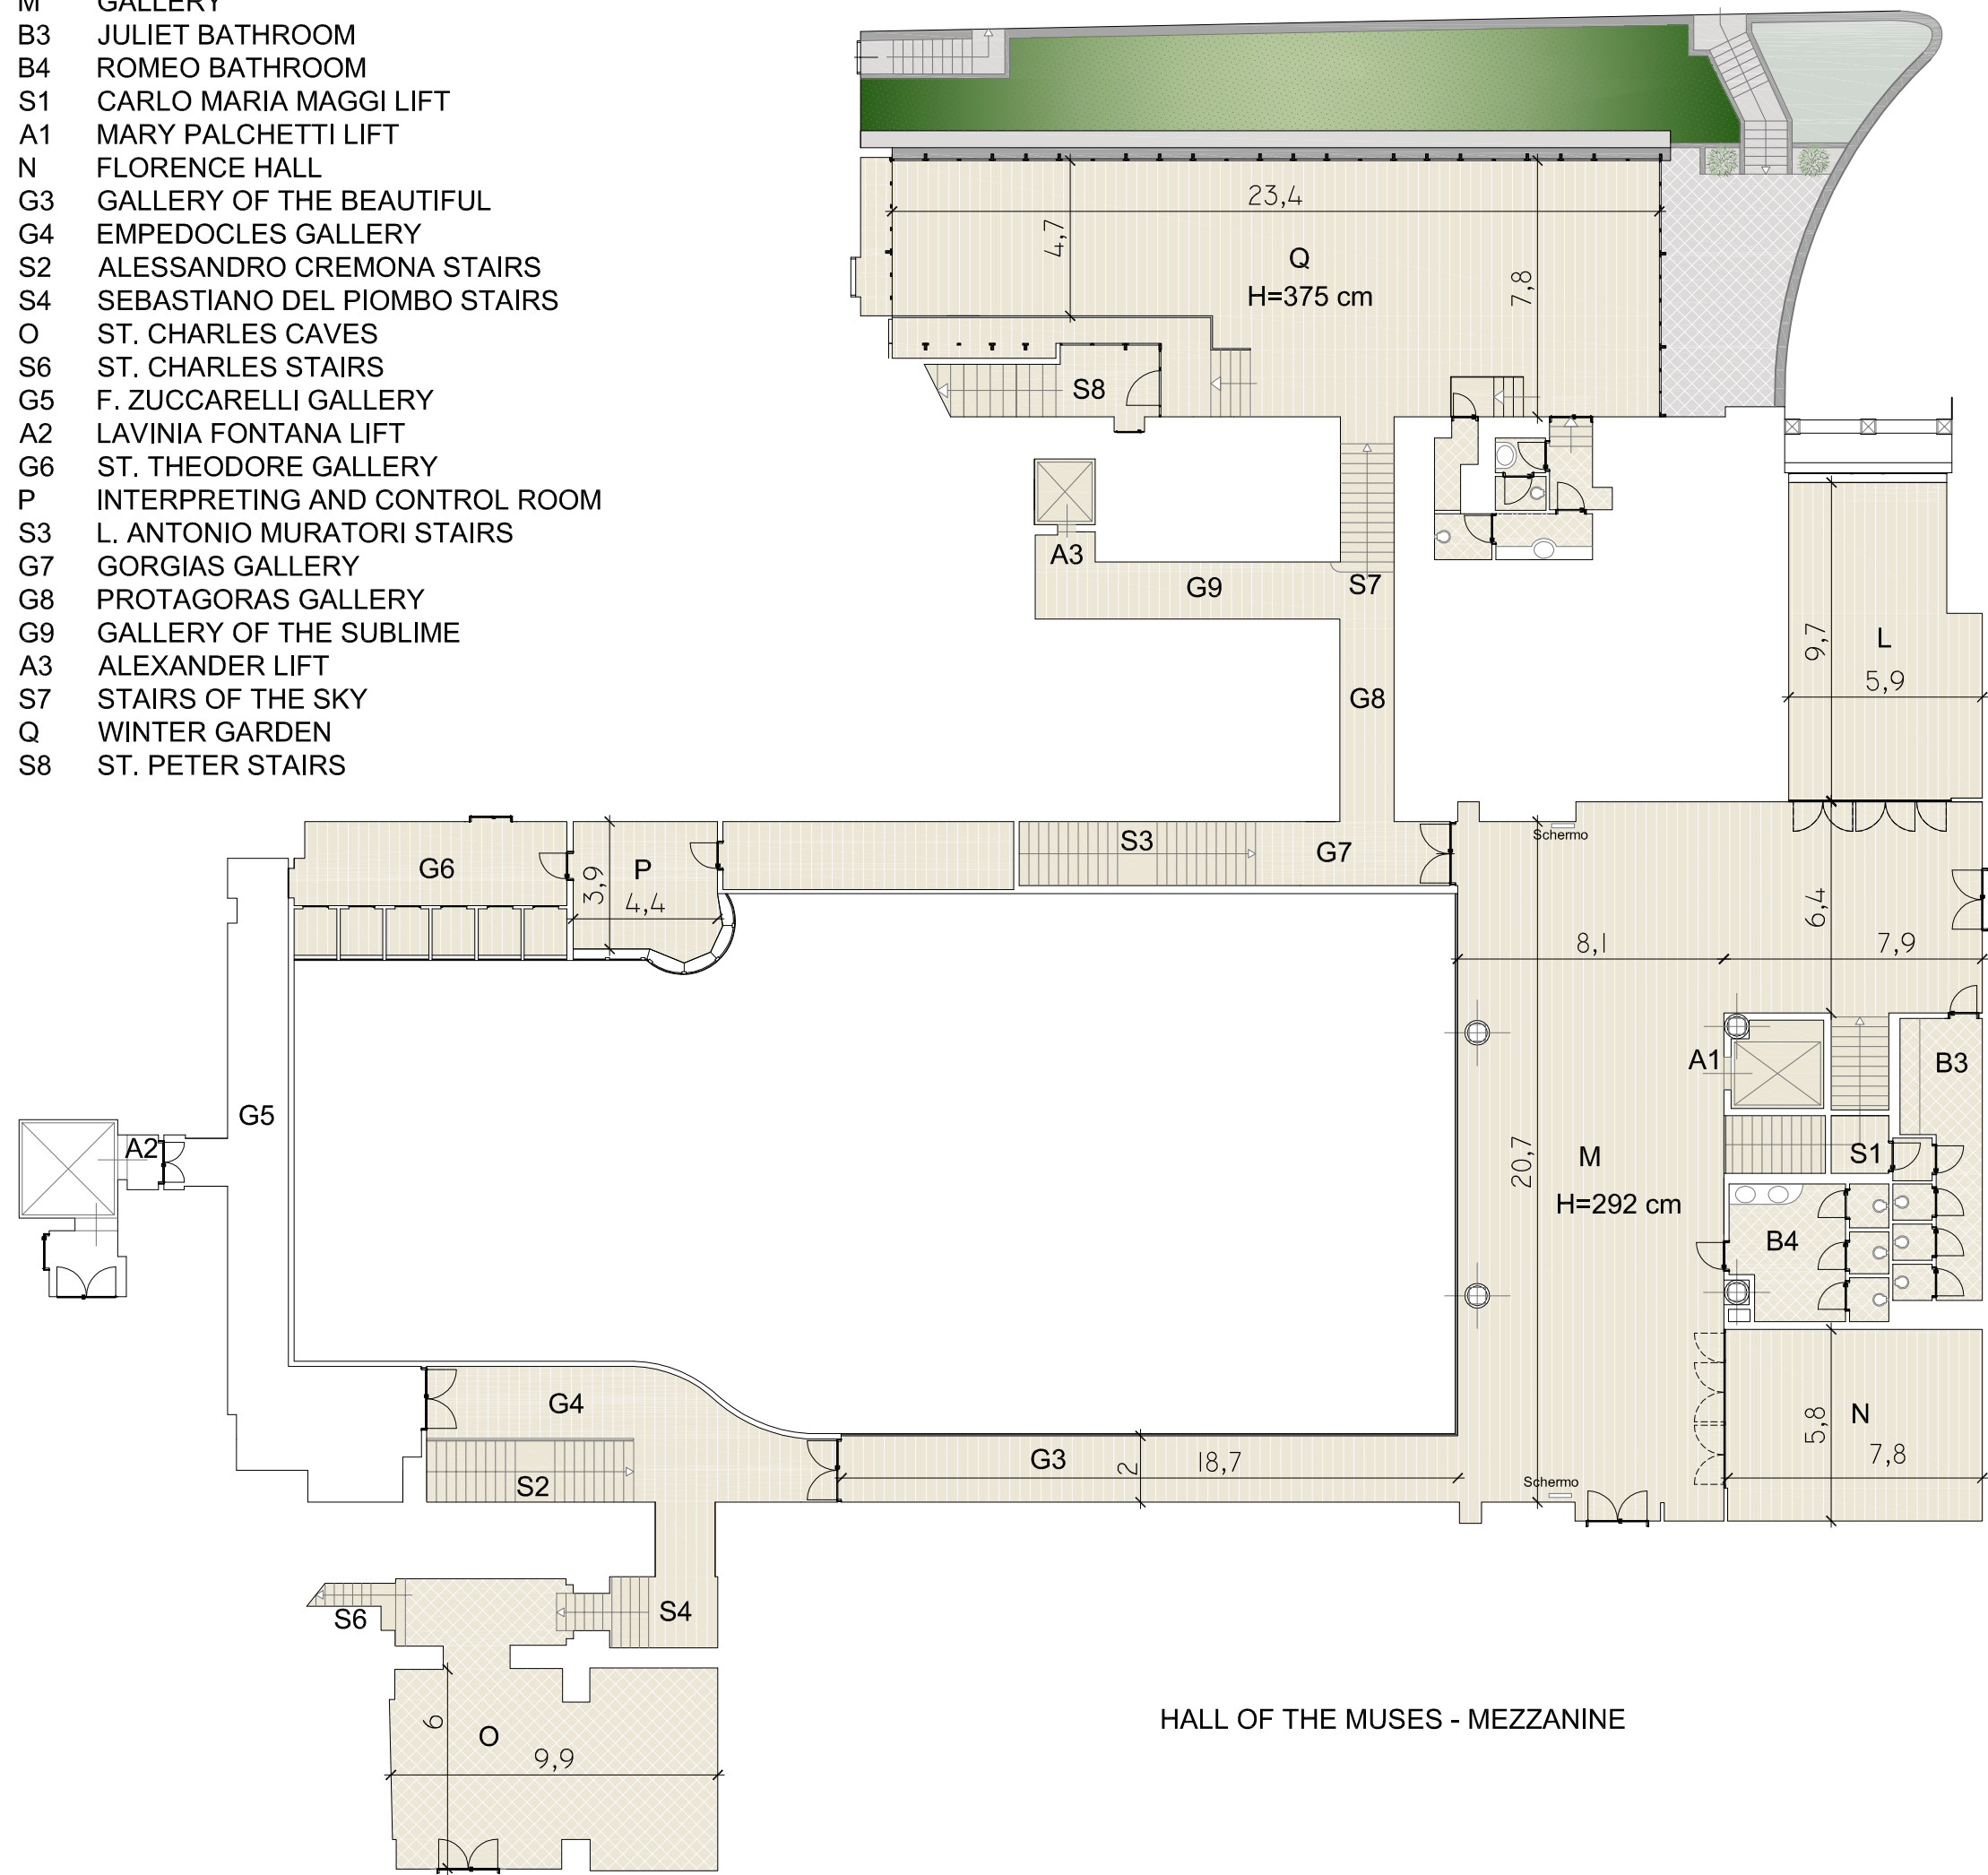 M GALLERY
B3 JULIET BATHROOM
B4 ROMEO BATHROOM
S1 CARLO MARIA MAGGI LIFT
A1 MARY PALCHETTI LIFT
N FLORENCE HALL
G3 GALLERY OF THE BEAUTIFUL
G4 EMPEDOCLES GALLERY
S2 ALESSANDRO CREMONA STAIRS
S4 SEBASTIANO DEL PIOMBO STAIRS
O ST. CHARLES CAVES
S6 ST. CHARLES STAIRS
G5 F. ZUCCARELLI GALLERY
A2 LAVINIA FONTANA LIFT
G6 ST. THEODORE GALLERY
P INTERPRETING AND CONTROL ROOM
S3 L. ANTONIO MURATORI STAIRS
G7 GORGIAS GALLERY
G8 PROTAGORAS GALLERY
G9 GALLERY OF THE SUBLIME
A3 ALEXANDER LIFT
S7 STAIRS OF THE SKY
Q WINTER GARDEN
S8 ST. PETER STAIRS
23,4
4,7
Q
H=375 cm
7,8
S8
A3
G9
S7
G8
9,7
L
5,9
G6
P
3,9
4,4
S3
G7
Schermo
6,4
8,1
7,9
A1
B3
G5
A2
20,7
M
H=292 cm
S1
B4
G4
S2
G3
2
18,7
Schermo
5,8
N
7,8
S6
S4
6
O
9,9
HALL OF THE MUSES - MEZZANINE